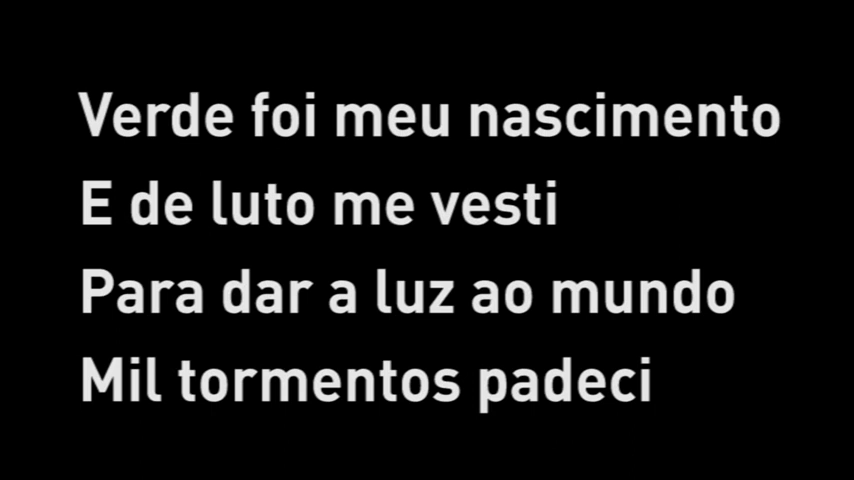 Verde foi meu nascimento
E de luto me vesti
Para dar a luz ao mundo
Mil tormentos padeci